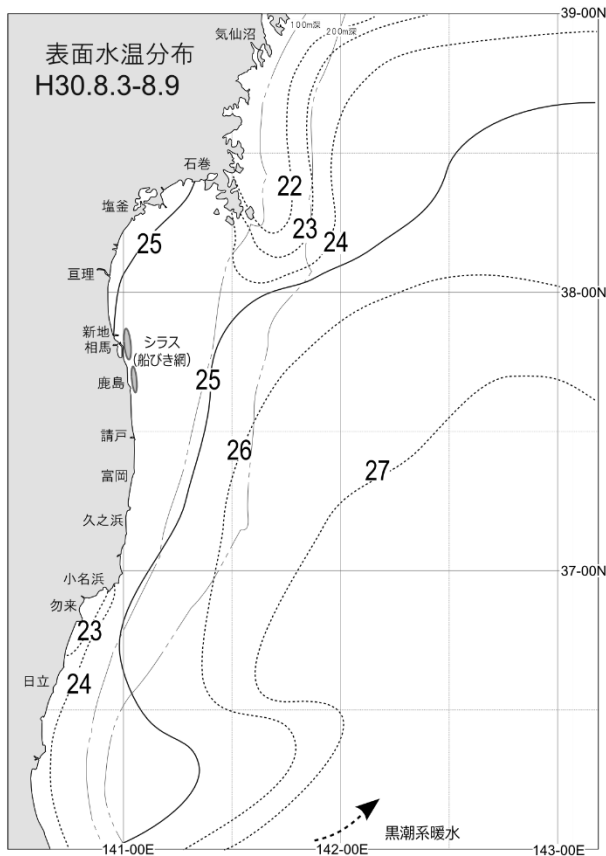 39-00N
気仙沼
100m深
200m深
表面水温分布
H30.8.3-8.9
石巻
22
塩釜
23
25
24
亘理
38-00N
新地
相馬
シラス
(船びき網)
鹿島
25
請戸
26
27
富岡
久之浜
37-00N
小名浜
勿来
23
日立
24
黒潮系暖水
141-00E
142-00E
143-00E